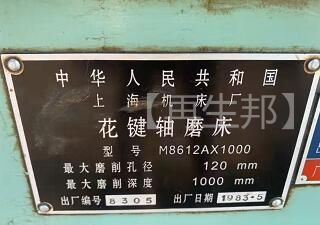 中华人民共和国
上海机床厂
花键轴磨床
型号 M8612AX1000
最大磨削孔径 120 mm
最大磨削深度 1000 mm
出厂编号 8305 出厂日期 1983·5
【再生邦】